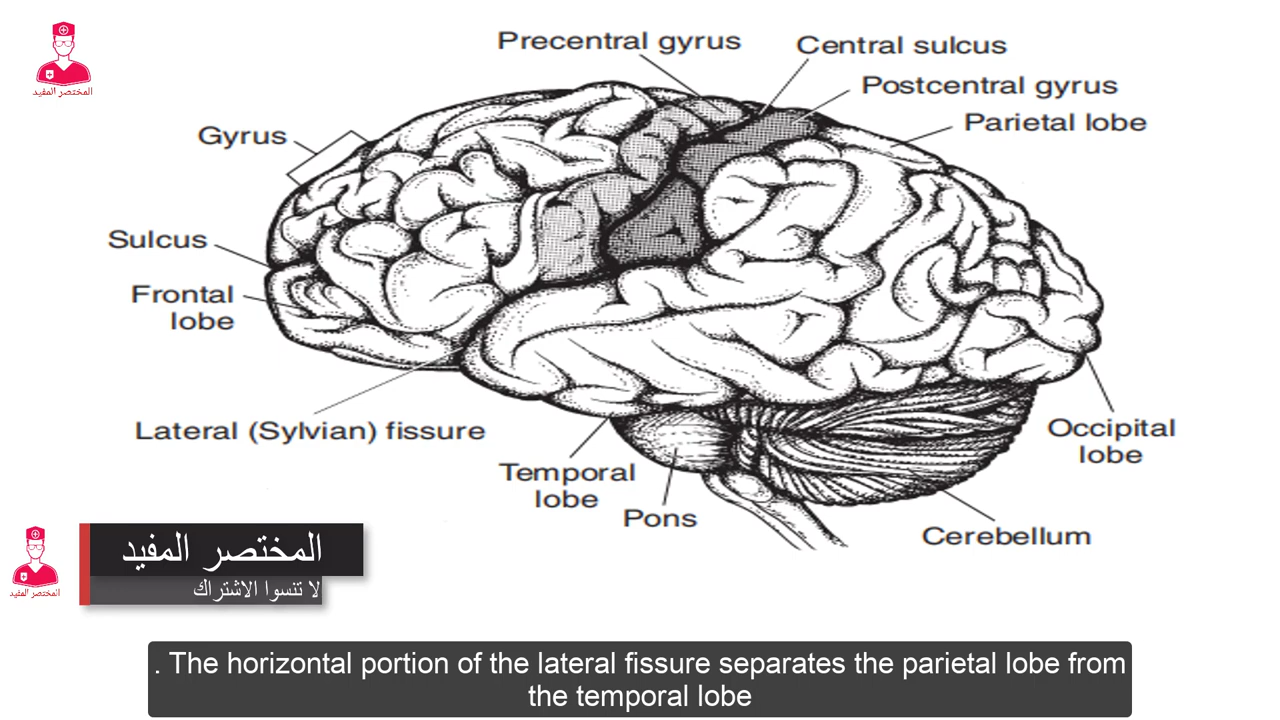 المختصر المفيد
Precentral gyrus
Central sulcus
Postcentral gyrus
Parietal lobe
Gyrus
Sulcus
Frontal
lobe
Lateral (Sylvian) fissure
Temporal
lobe
Pons
Occipital
lobe
Cerebellum
المختصر المفيد
المختصر المفيد
لا تنسوا الاشتراك
. The horizontal portion of the lateral fissure separates the parietal lobe from
the temporal lobe